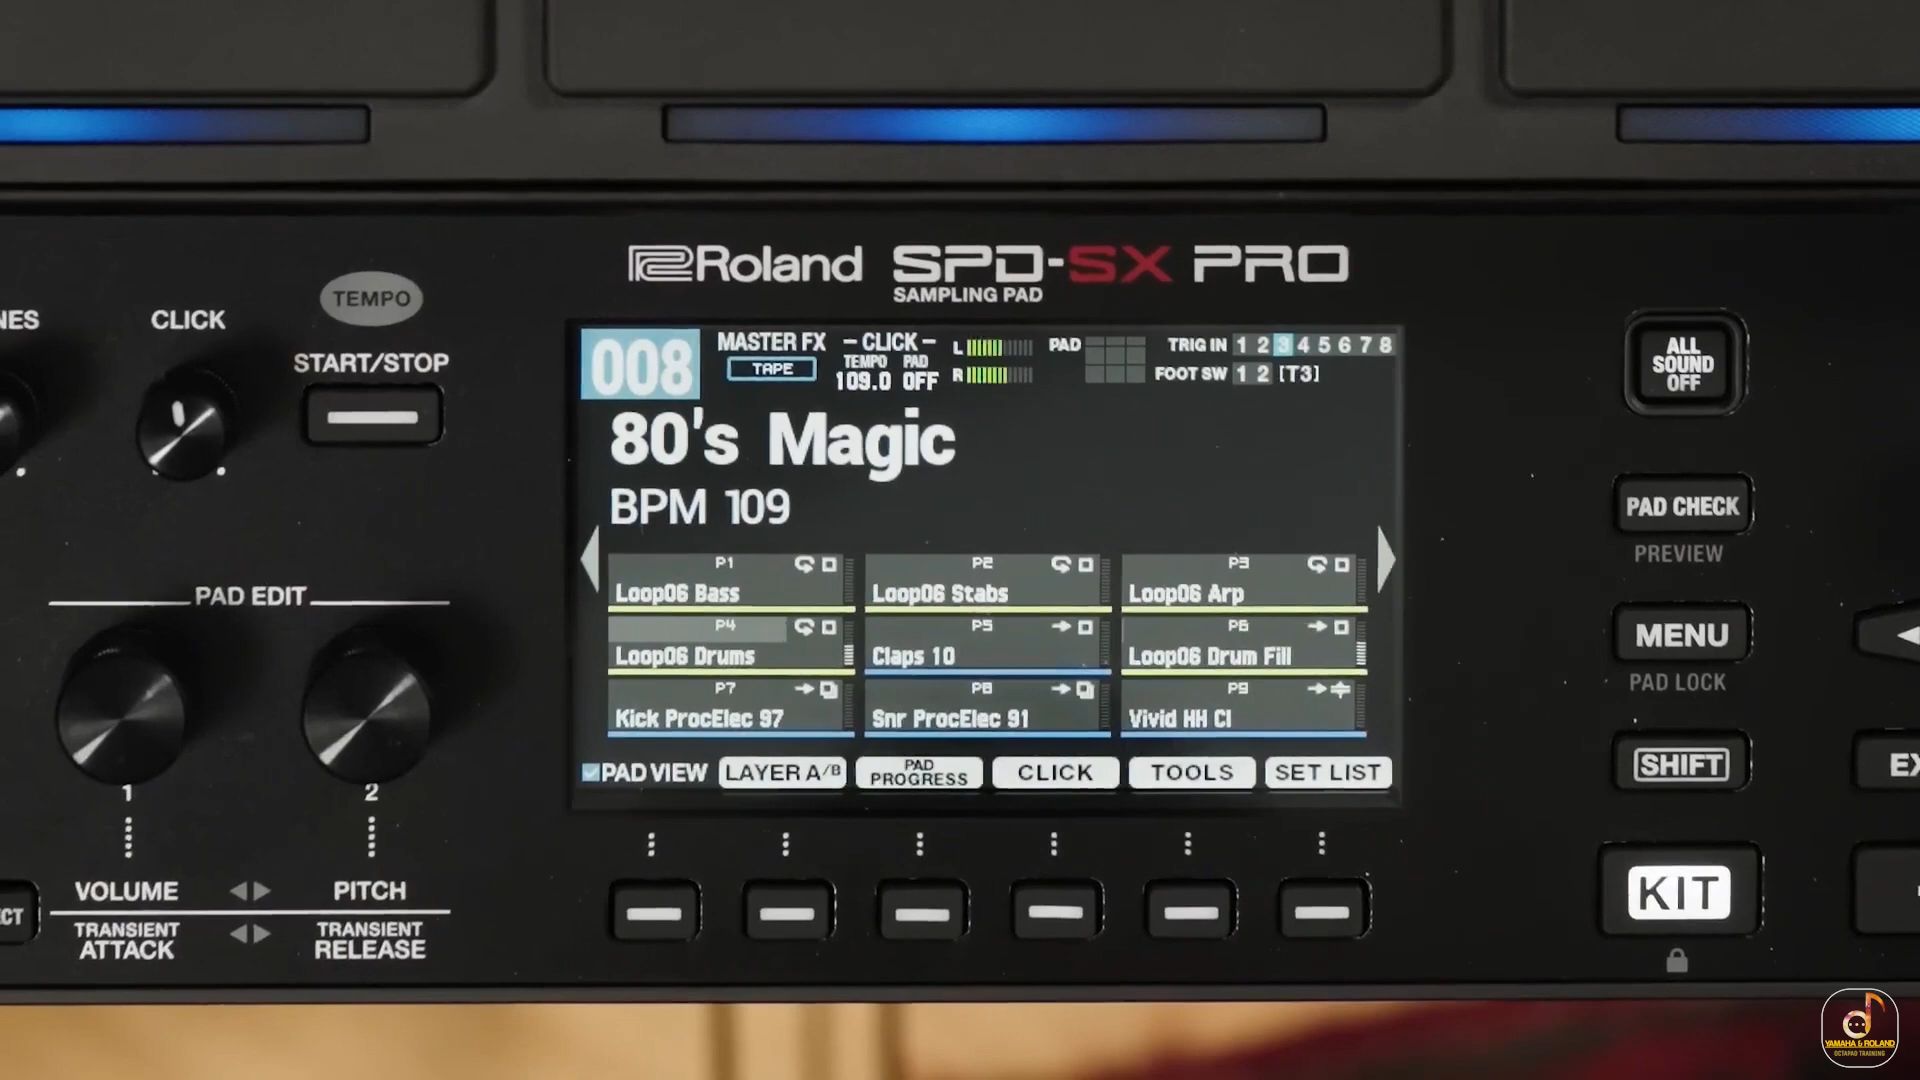 Roland SPD-SX PRO
SAMPLING PAD
NES
CLICK
TEMPO
START/STOP
008
MASTER FX
TAPE
- CLICK -
TEMPO PAD
109.0 OFF
L
R
PAD
TRIG IN 1 2 3 4 5 6 7 8
FOOT SW 1 2 [T3]
80's Magic
BPM 109
P1
Loop06 Bass
P2
Loop06 Stabs
P3
Loop06 Arp
P4
Loop06 Drums
P5
Claps 10
P6
Loop06 Drum Fill
P7
Kick ProcElec 97
P8
Snr ProcElec 91
P9
Vivid HH Cl
PAD VIEW
LAYER A/B
PAD
PROGRESS
CLICK
TOOLS
SET LIST
PAD EDIT
1
2
VOLUME
PITCH
TRANSIENT
ATTACK
TRANSIENT
RELEASE
ECT
ALL
SOUND
OFF
PAD CHECK
PREVIEW
MENU
PAD LOCK
SHIFT
EX
KIT
YAMAHA & ROLAND
OCTAPAD TRAINING